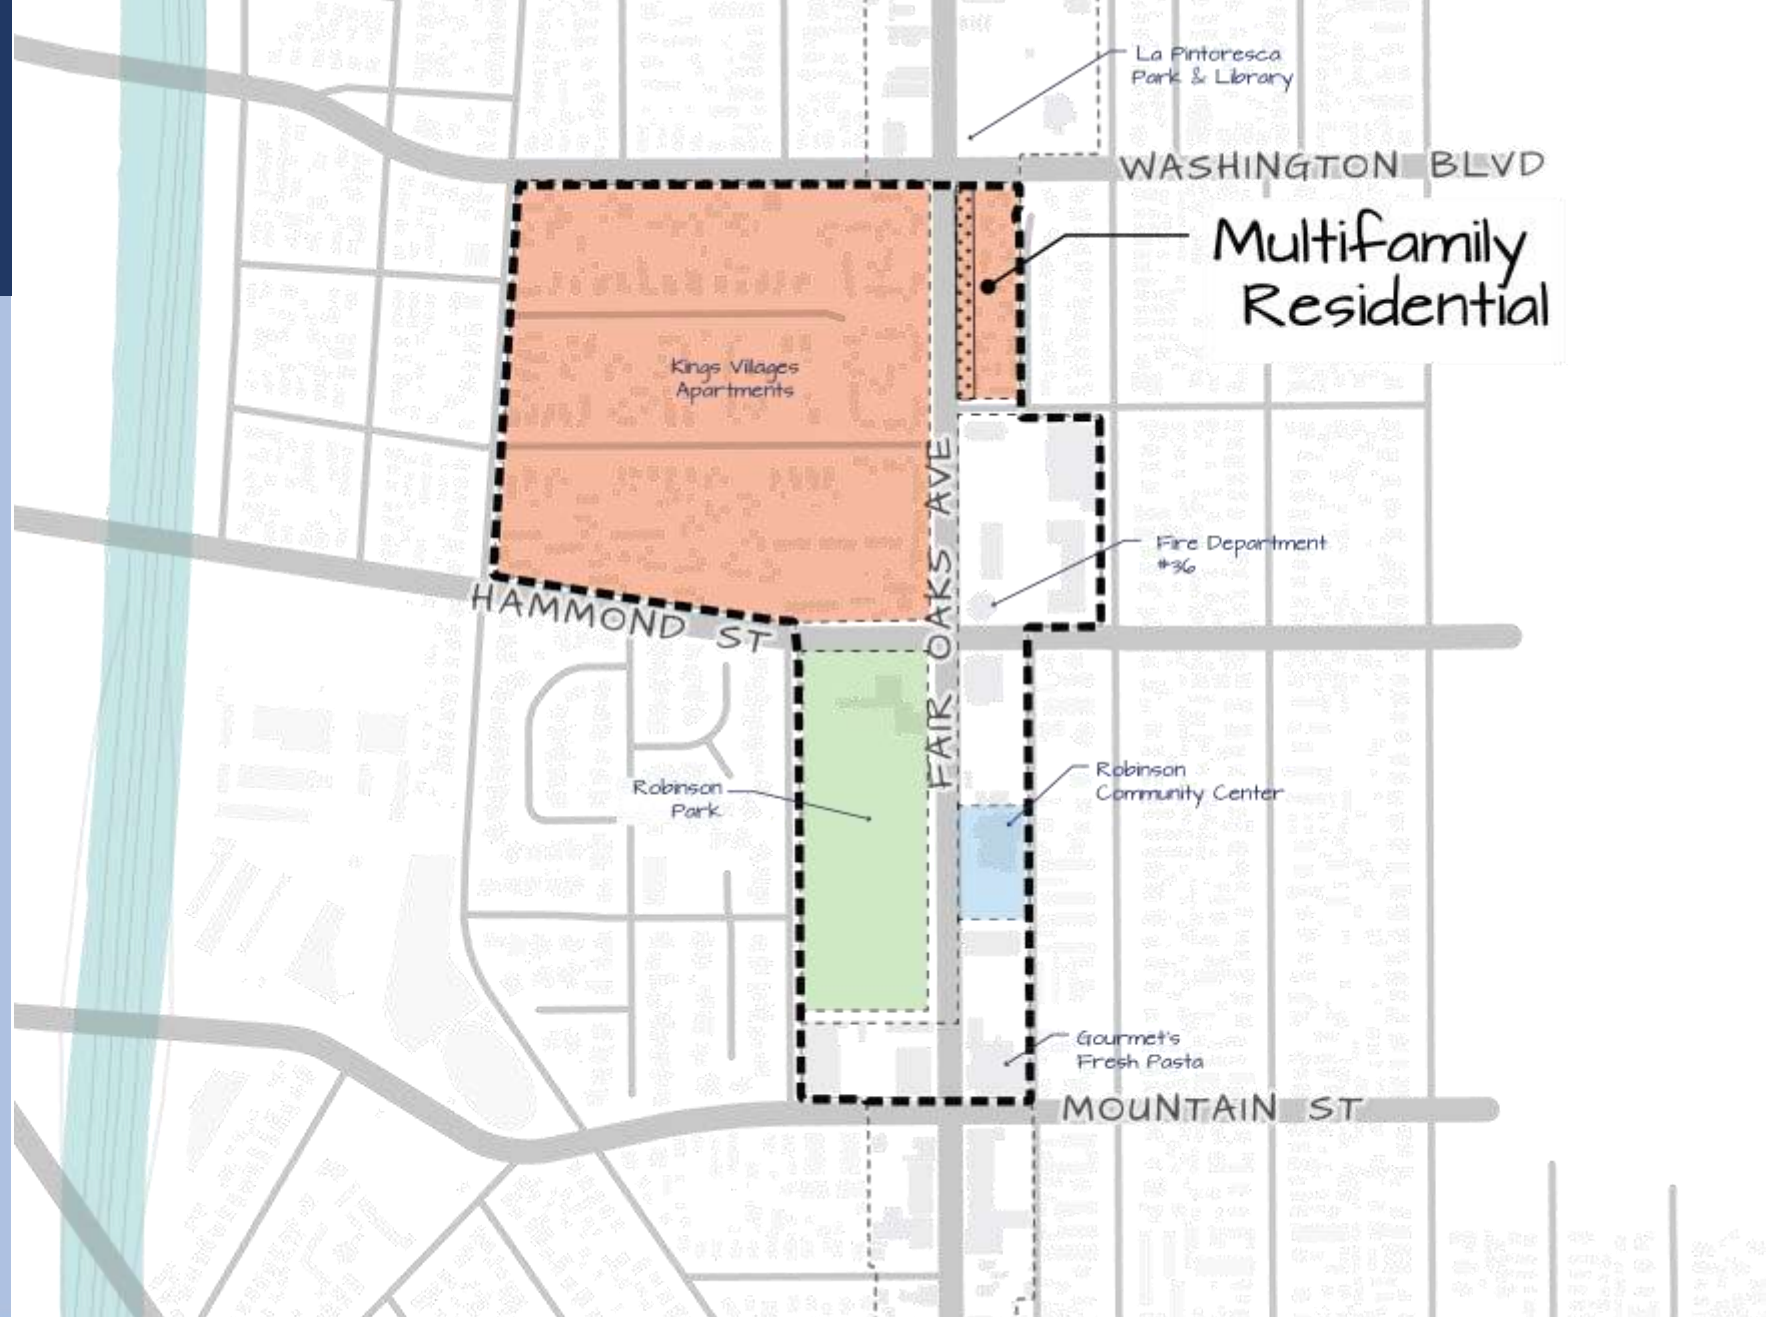 La Pintoresca
Park & Library
WASHINGTON BLVD
Multifamily
Residential
Kings Villages
Apartments
FAIR OAKS AVE
Fire Department
#36
HAMMOND ST
Robinson
Park
Robinson
Community Center
Gourmet's
Fresh Pasta
MOUNTAIN ST